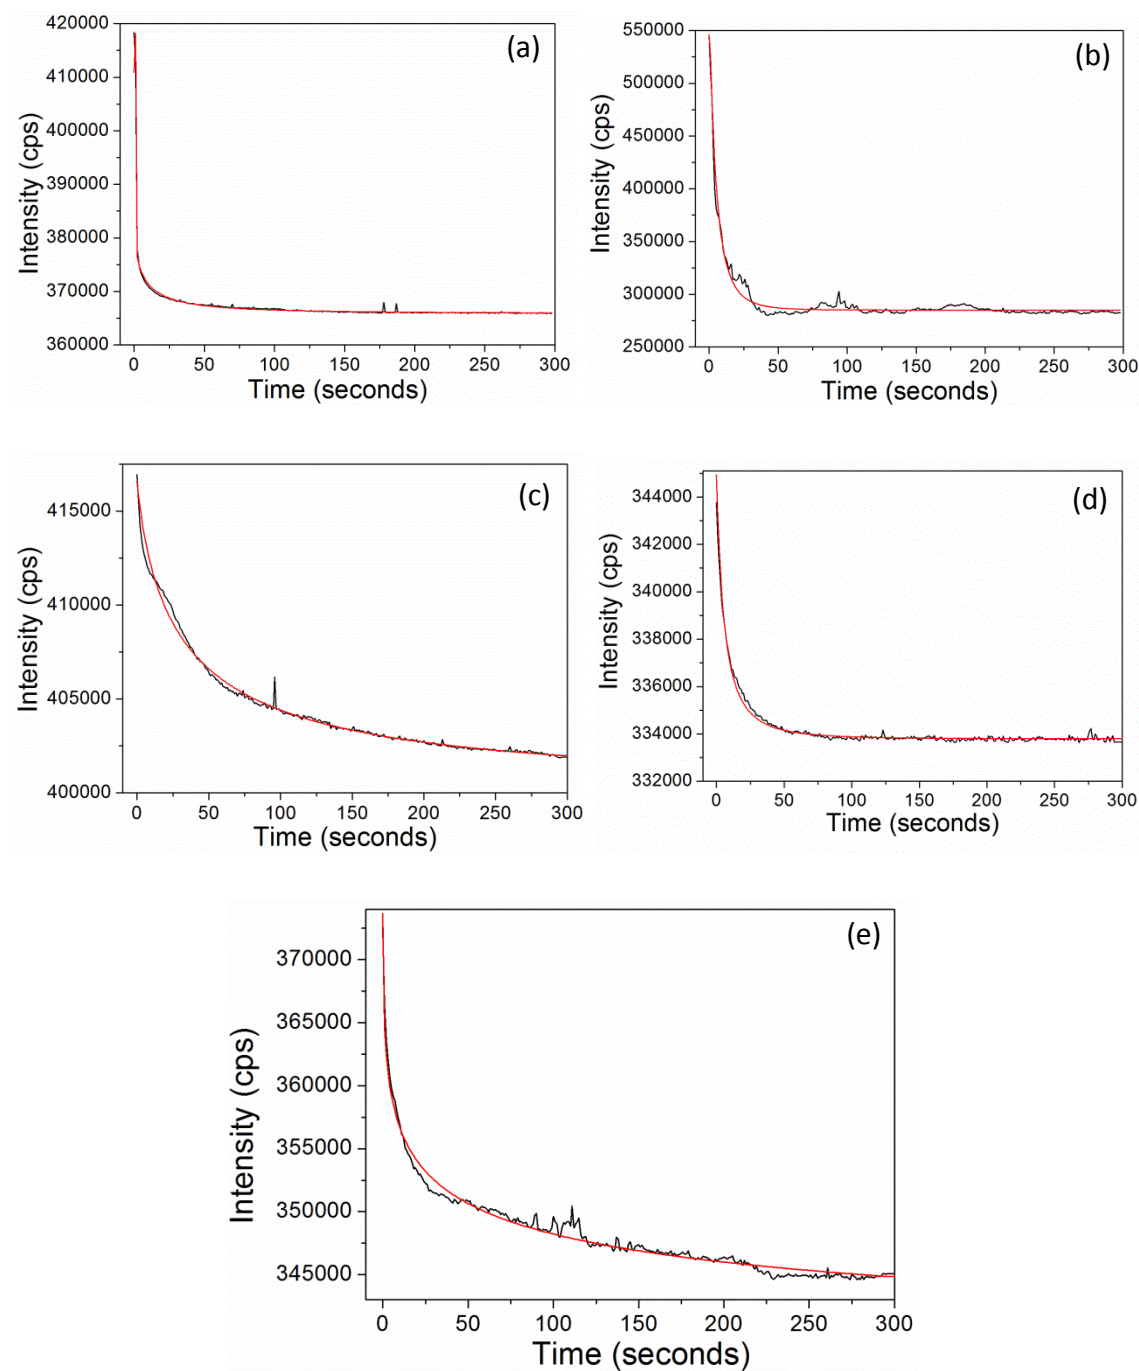 (a)
Intensity (cps)
420000
410000
400000
390000
380000
370000
360000
0 50 100 150 200 250 300
Time (seconds)
(b)
Intensity (cps)
550000
500000
450000
400000
350000
300000
250000
0 50 100 150 200 250 300
Time (seconds)
(c)
Intensity (cps)
415000
410000
405000
400000
0 50 100 150 200 250 300
Time (seconds)
(d)
Intensity (cps)
344000
342000
340000
338000
336000
334000
332000
0 50 100 150 200 250 300
Time (seconds)
(e)
Intensity (cps)
370000
365000
360000
355000
350000
345000
0 50 100 150 200 250 300
Time (seconds)